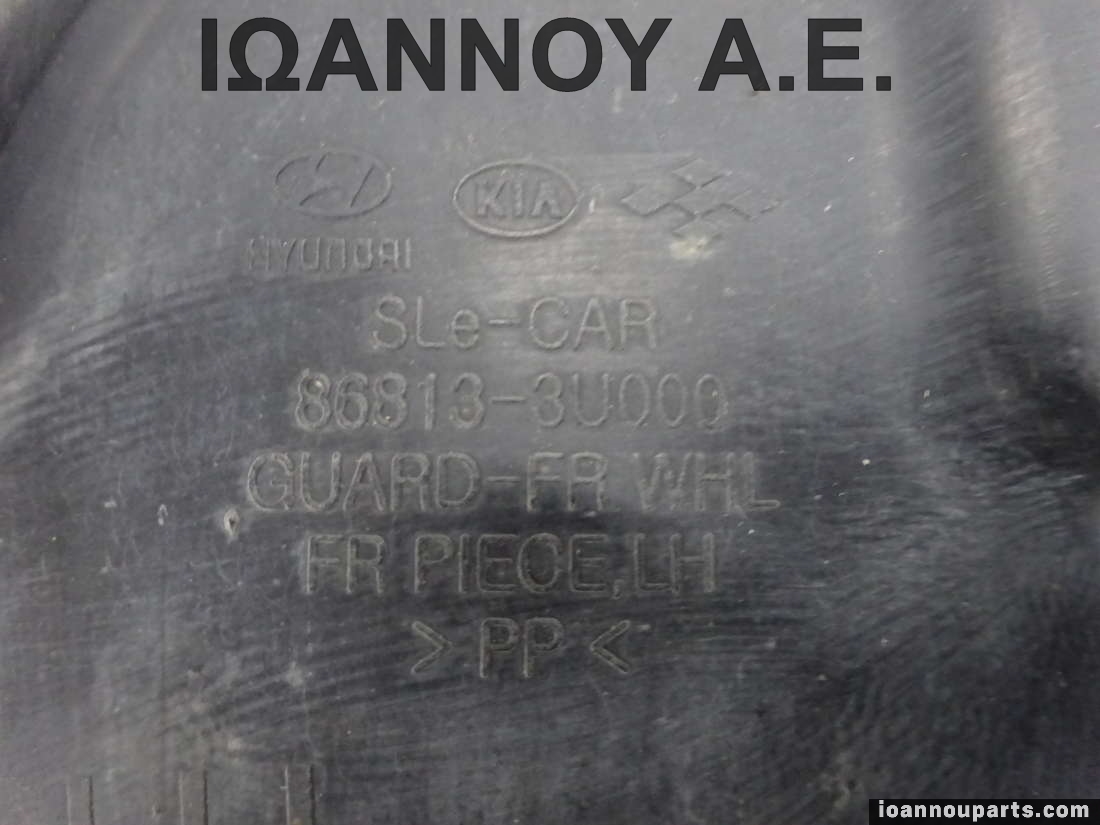 ΙΩΑΝΝΟΥ Α.Ε.
HYUNDAI
KIA
SLe-CAR
86813-3U000
GUARD-FR WHL
FR PIECE,LH
>PP<
ioannouparts.com